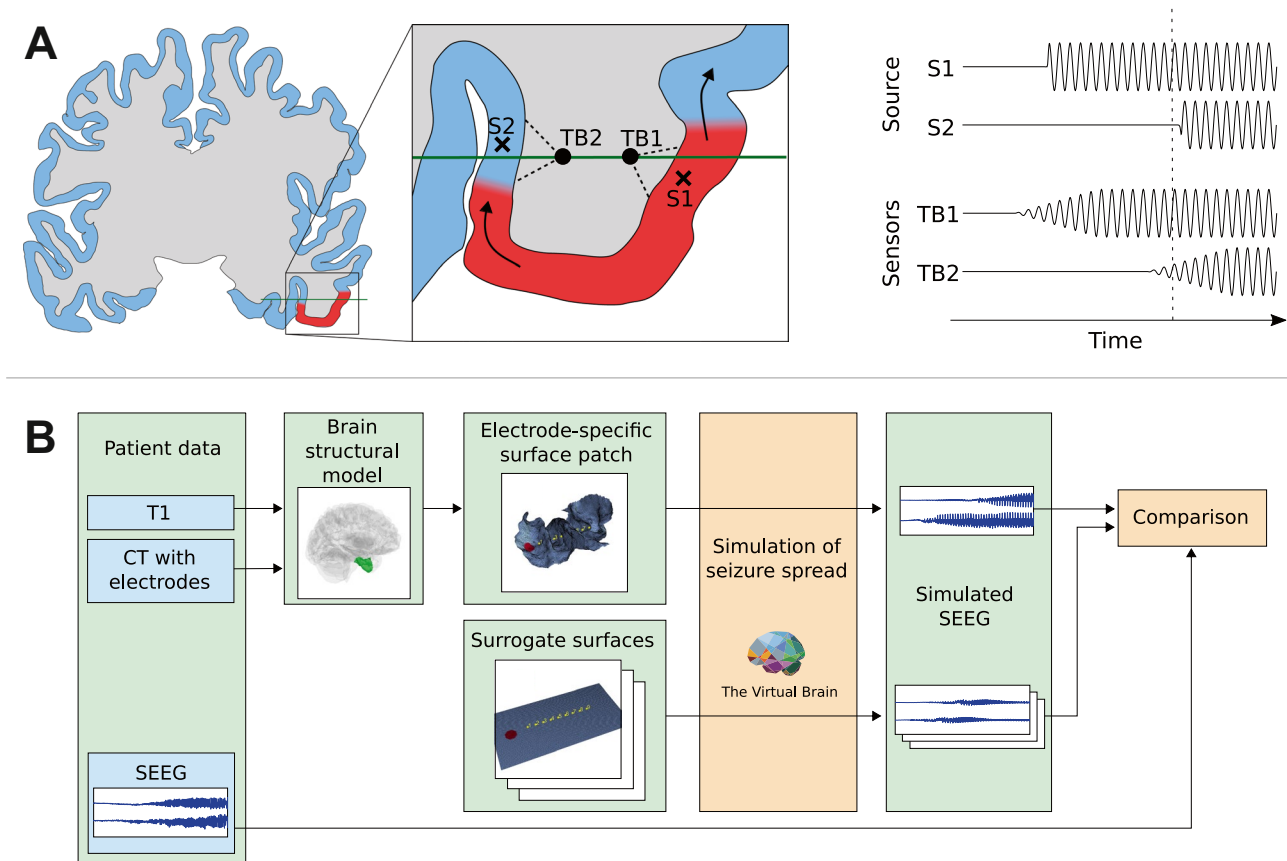 A
S2
TB2
TB1
S1
Source
S1
S2
Sensors
TB1
TB2
Time
B
Patient data
T1
CT with
electrodes
SEEG
Brain
structural
model
Electrode-specific
surface patch
Surrogate surfaces
Simulation of
seizure spread
The Virtual Brain
Simulated
SEEG
Comparison